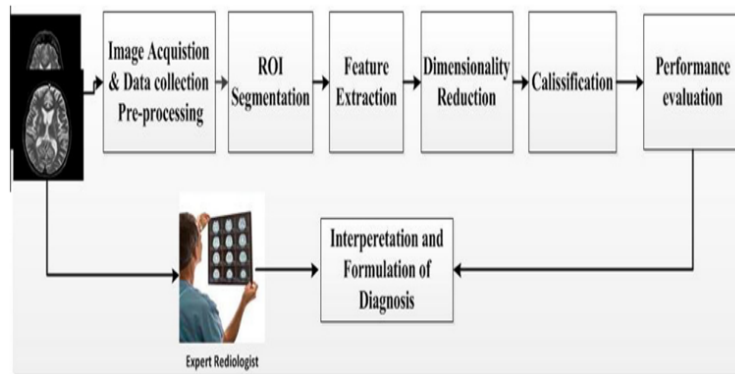 Image Acquistion
& Data collection
Pre-processing
ROI
Segmentation
Feature
Extraction
Dimensionality
Reduction
Calissification
Performance
evaluation
Interperetation and
Formulation of
Diagnosis
Expert Rediologist